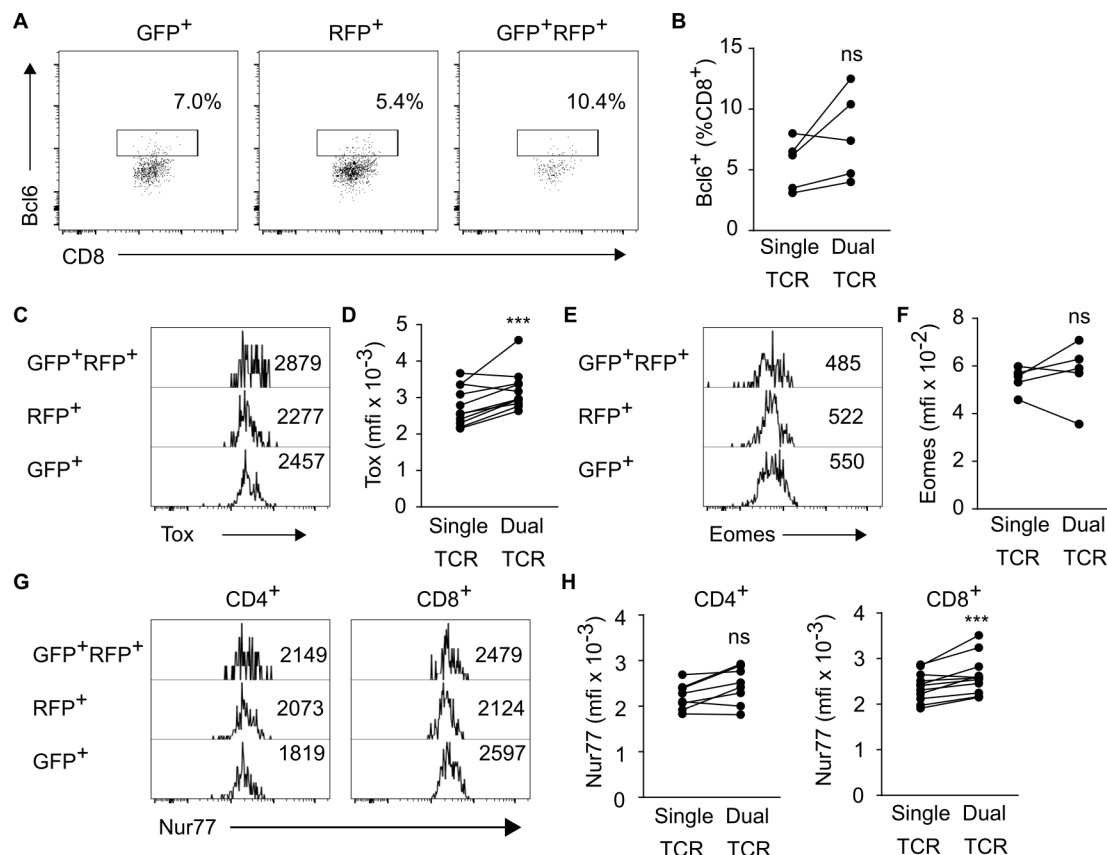 A
GFP+ RFP+ GFP+RFP+
7.0% 5.4% 10.4%
Bcl6
CD8
B
ns
Bcl6+ (%CD8+)
15
10
5
0
Single Dual
TCR TCR
C
GFP+RFP+ 2879
RFP+ 2277
GFP+ 2457
Tox
D
***
Tox (mfi x 10-3)
5
4
3
2
1
0
Single Dual
TCR TCR
E
GFP+RFP+ 485
RFP+ 522
GFP+ 550
Eomes
F
ns
Eomes (mfi x 10-2)
8
6
4
2
0
Single Dual
TCR TCR
G
CD4+ CD8+
GFP+RFP+ 2149 2479
RFP+ 2073 2124
GFP+ 1819 2597
Nur77
H
CD4+
ns
Nur77 (mfi x 10-3)
4
3
2
1
0
Single Dual
TCR TCR
CD8+
***
Nur77 (mfi x 10-3)
4
3
2
1
0
Single Dual
TCR TCR